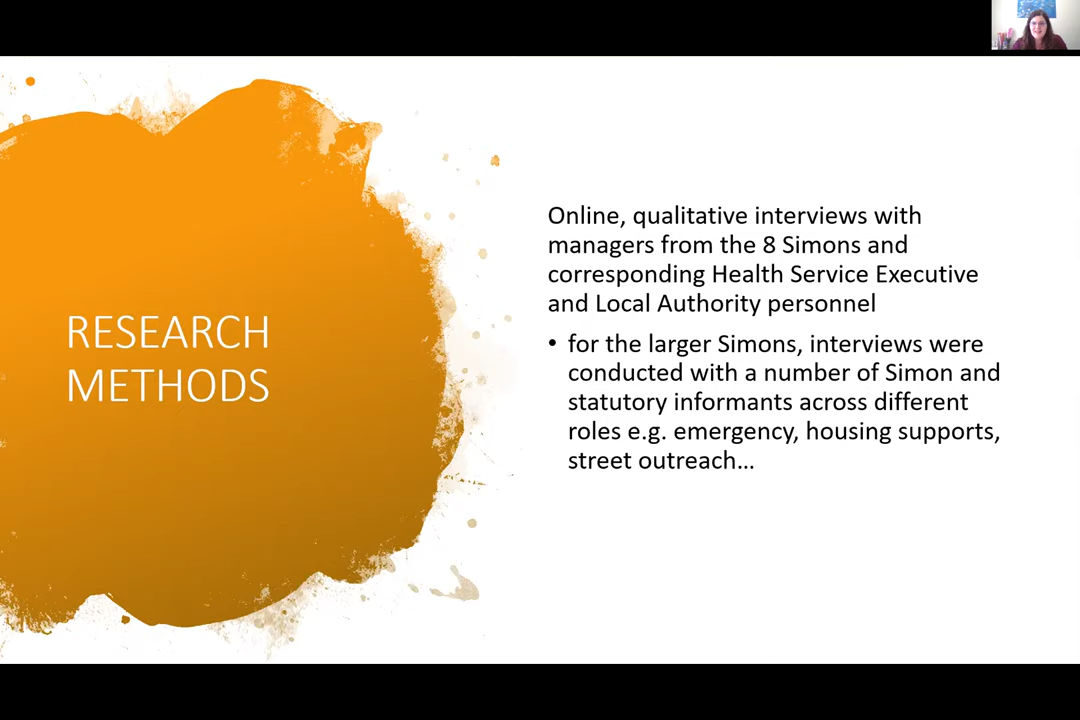 RESEARCH
METHODS
Online, qualitative interviews with
managers from the 8 Simons and
corresponding Health Service Executive
and Local Authority personnel
• for the larger Simons, interviews were
conducted with a number of Simon and
statutory informants across different
roles e.g. emergency, housing supports,
street outreach…